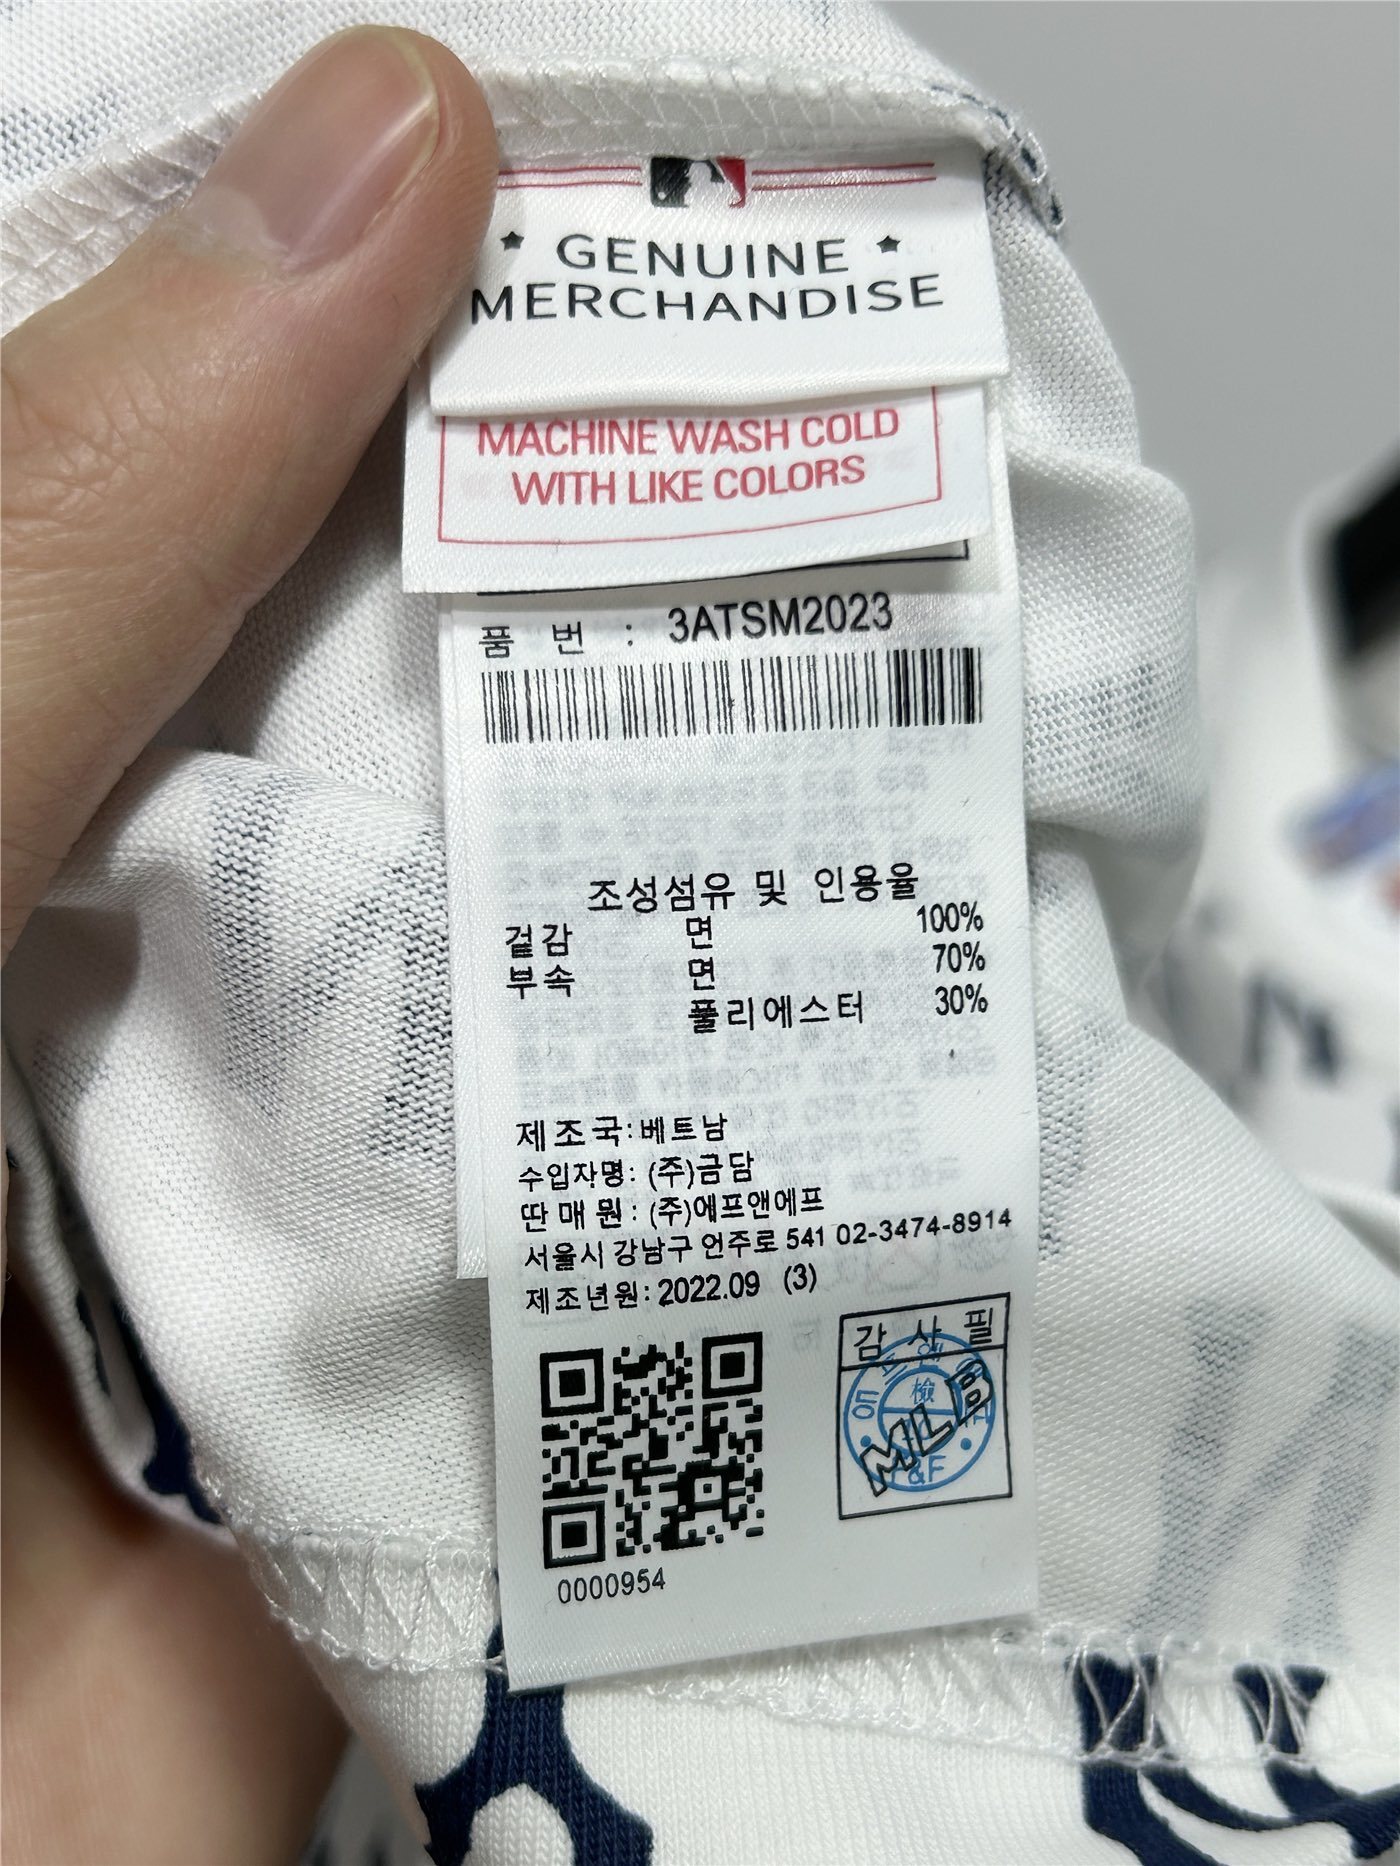 ★ GENUINE ★
MERCHANDISE
MACHINE WASH COLD
WITH LIKE COLORS
품 번 : 3ATSM2023
조성섬유 및 인용율
겉감 면 100%
부속 면 70%
폴리에스터 30%
제조국: 베트남
수입자명: (주)금담
딴매원: (주)에프앤에프
서울시 강남구 언주로 541 02-3474-8914
제조년원: 2022.09 (3)
감 사 필
檢
MLB
&F
0000954